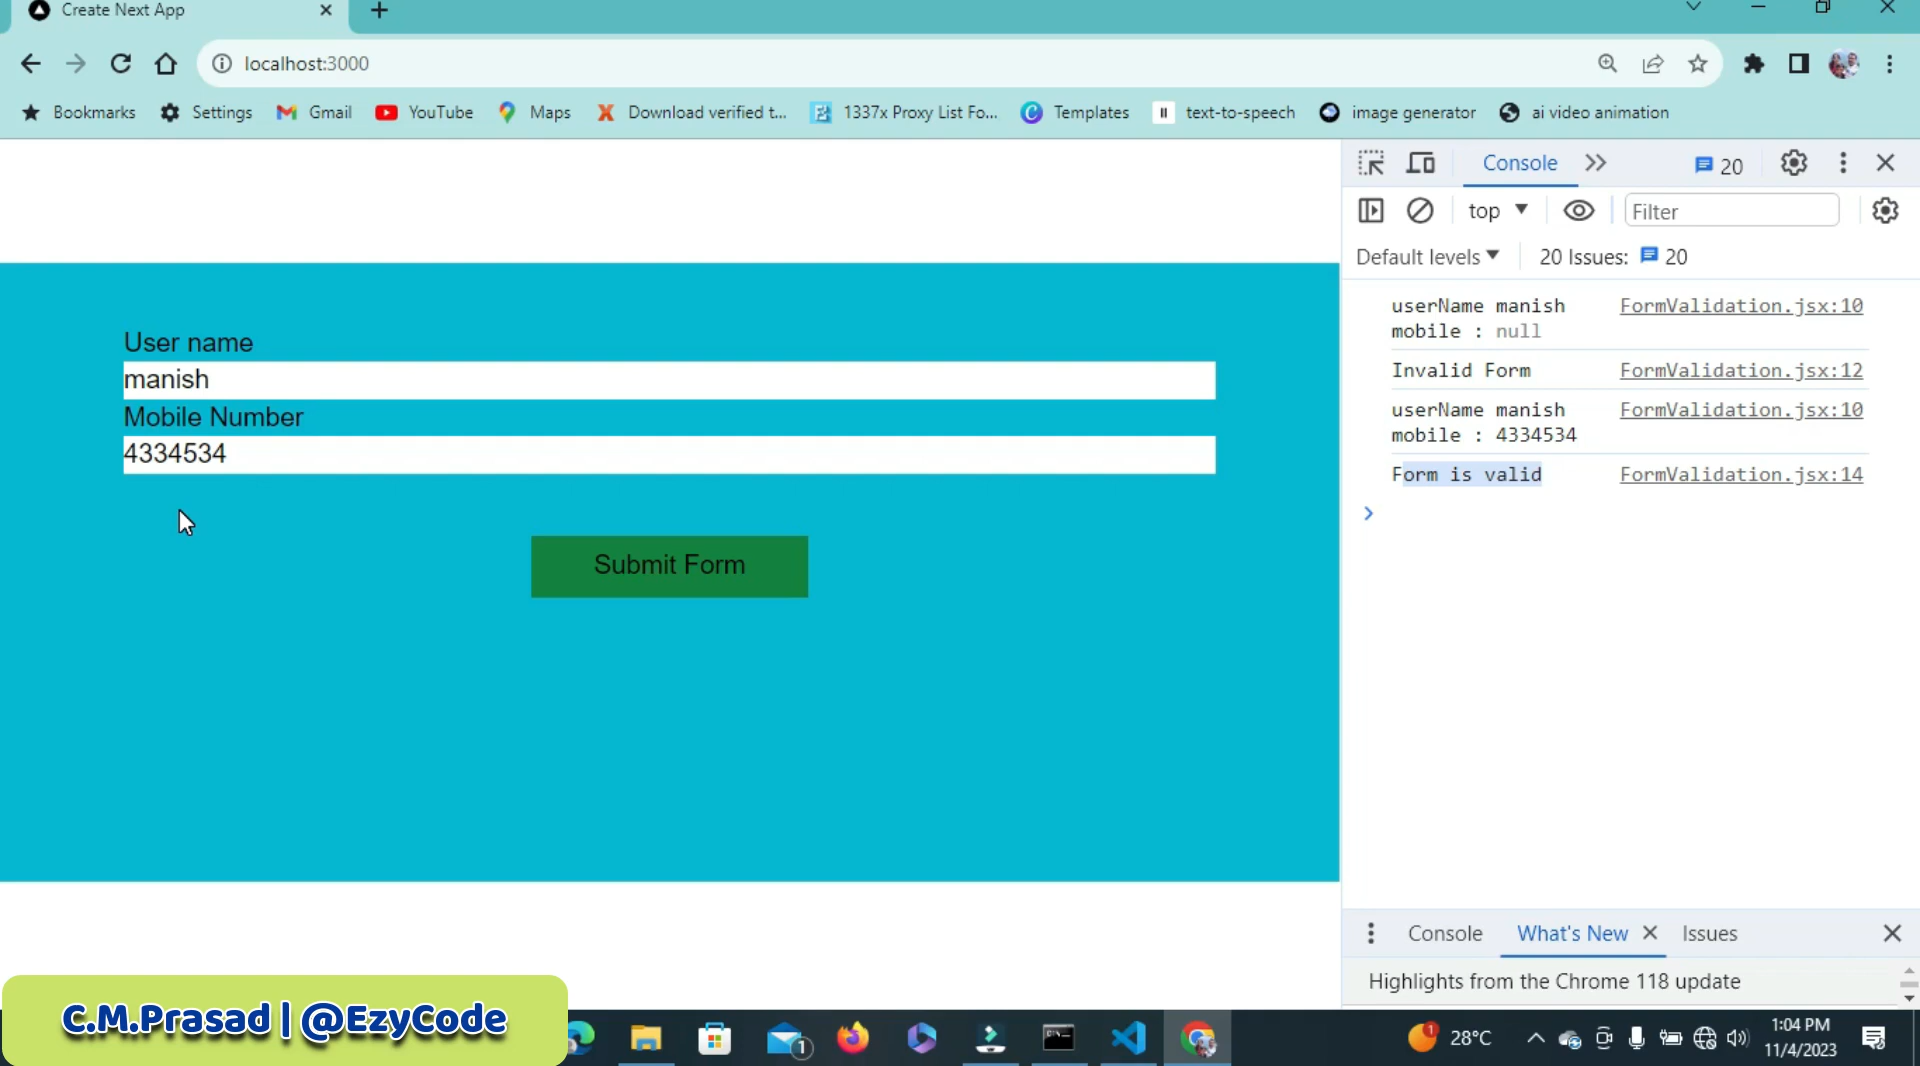 Create Next App
localhost:3000
Bookmarks Settings Gmail YouTube Maps Download verified t... 1337x Proxy List Fo... Templates text-to-speech image generator ai video animation
Console 20
top Filter
Default levels 20 Issues: 20
userName manish FormValidation.jsx:10
mobile : null
Invalid Form FormValidation.jsx:12
userName manish FormValidation.jsx:10
mobile : 4334534
Form is valid FormValidation.jsx:14
User name
manish
Mobile Number
4334534
Submit Form
Console What's New Issues
Highlights from the Chrome 118 update
C.M.Prasad | @EzyCode
1
1
28°C
1:04 PM
11/4/2023